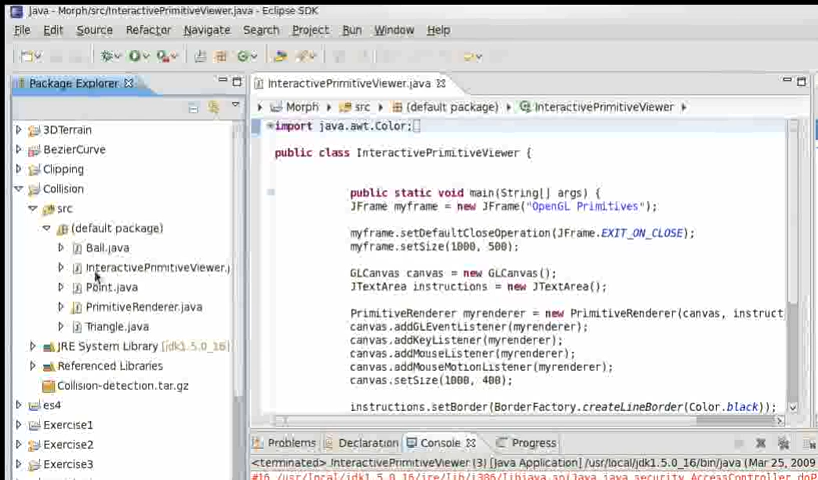 Java - Morph/src/InteractivePrimitiveViewer.java - Eclipse SDK
File Edit Source Refactor Navigate Search Project Run Window Help
Package Explorer
InteractivePrimitiveViewer.java
Morph src (default package) InteractivePrimitiveViewer
3DTerrain
BezierCurve
Clipping
Collision
src
(default package)
Ball.java
InteractivePrimitiveViewer.j
Point.java
PrimitiveRenderer.java
Triangle.java
JRE System Library [jdk1.5.0_16]
Referenced Libraries
Collision-detection.tar.gz
es4
Exercise1
Exercise2
Exercise3
import java.awt.Color;
public class InteractivePrimitiveViewer {
public static void main(String[] args) {
JFrame myframe = new JFrame("OpenGL Primitives");
myframe.setDefaultCloseOperation(JFrame.EXIT_ON_CLOSE);
myframe.setSize(1000, 500);
GLCanvas canvas = new GLCanvas();
JTextArea instructions = new JTextArea();
PrimitiveRenderer myrenderer = new PrimitiveRenderer(canvas, instruct
canvas.addGLEventListener(myrenderer);
canvas.addKeyListener(myrenderer);
canvas.addMouseListener(myrenderer);
canvas.addMouseMotionListener(myrenderer);
canvas.setSize(1000, 400);
instructions.setBorder(BorderFactory.createLineBorder(Color.black));
Problems Declaration Console Progress
<terminated> InteractivePrimitiveViewer (3) [Java Application] /usr/local/jdk1.5.0_16/bin/java (Mar 25, 2009